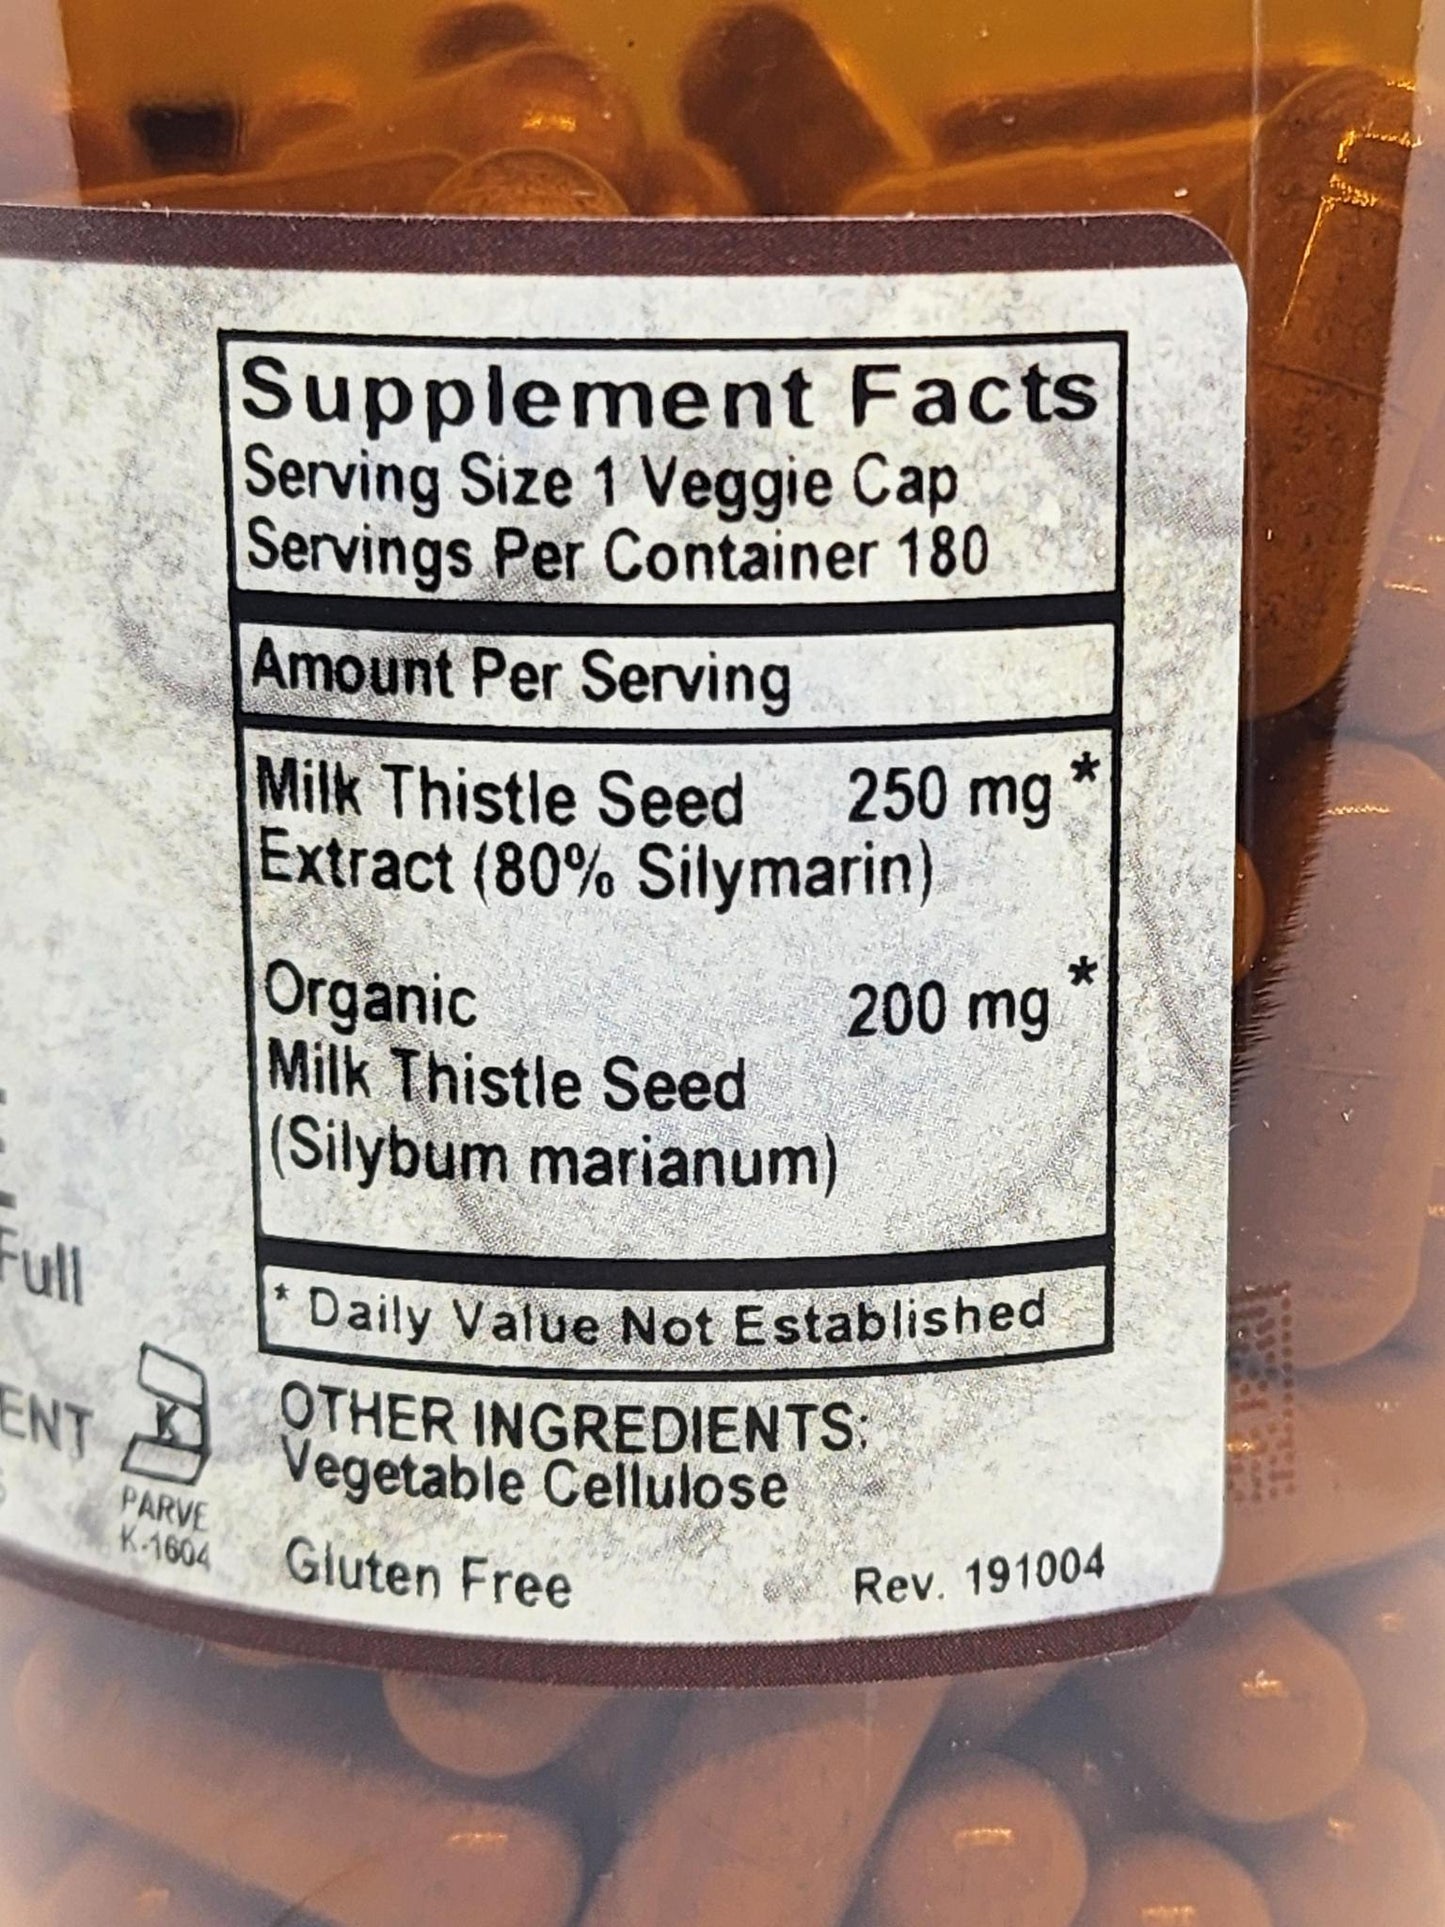 Supplement Facts
Serving Size 1 Veggie Cap
Servings Per Container 180
Amount Per Serving
Milk Thistle Seed 250 mg *
Extract (80% Silymarin)
Organic 200 mg *
Milk Thistle Seed
(Silybum marianum)
* Daily Value Not Established
OTHER INGREDIENTS:
Vegetable Cellulose
Gluten Free
Rev. 191004
Full
ENT
K
PARVE
K-1604